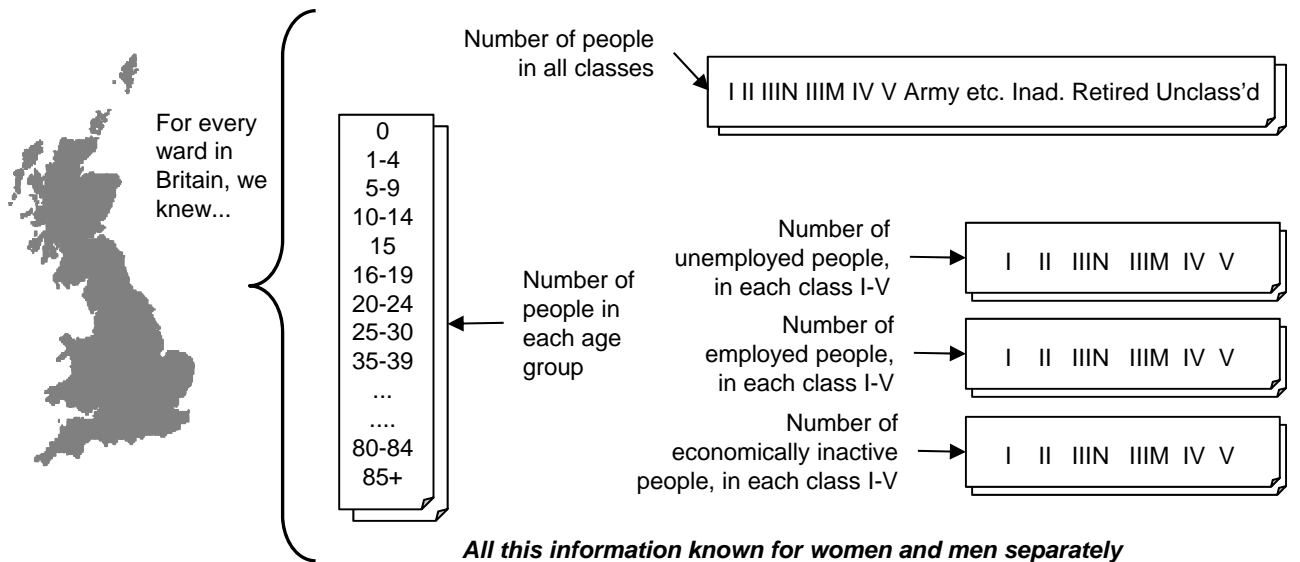 Number of people
in all classes
I II IIIN IIIM IV V Army etc. Inad. Retired Unclass'd
For every
ward in
Britain, we
knew...
0
1-4
5-9
10-14
15
16-19
20-24
25-30
35-39
...
....
80-84
85+
Number of
people in
each age
group
Number of
unemployed people,
in each class I-V
I II IIIN IIIM IV V
Number of
employed people,
in each class I-V
I II IIIN IIIM IV V
Number of
economically inactive
people, in each class I-V
I II IIIN IIIM IV V
All this information known for women and men separately